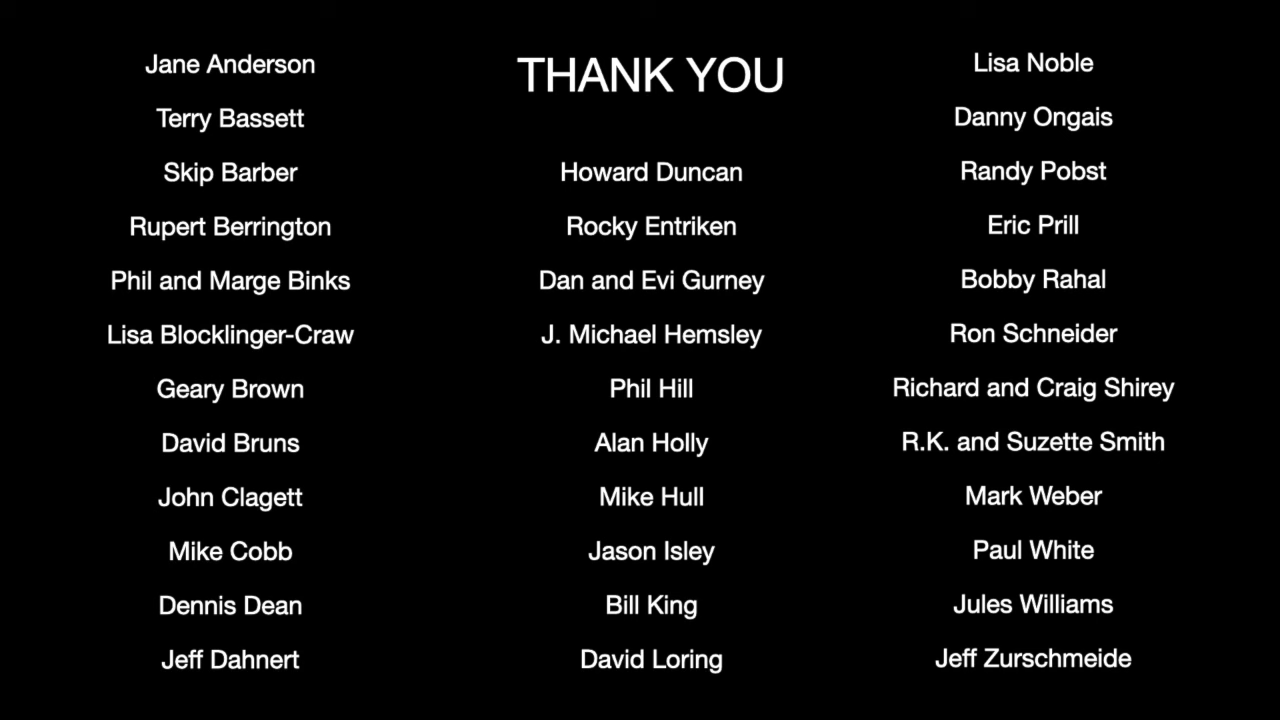 THANK YOU
Jane Anderson
Terry Bassett
Skip Barber
Rupert Berrington
Phil and Marge Binks
Lisa Blocklinger-Craw
Geary Brown
David Bruns
John Clagett
Mike Cobb
Dennis Dean
Jeff Dahnert
Howard Duncan
Rocky Entriken
Dan and Evi Gurney
J. Michael Hemsley
Phil Hill
Alan Holly
Mike Hull
Jason Isley
Bill King
David Loring
Lisa Noble
Danny Ongais
Randy Pobst
Eric Prill
Bobby Rahal
Ron Schneider
Richard and Craig Shirey
R.K. and Suzette Smith
Mark Weber
Paul White
Jules Williams
Jeff Zurschmeide